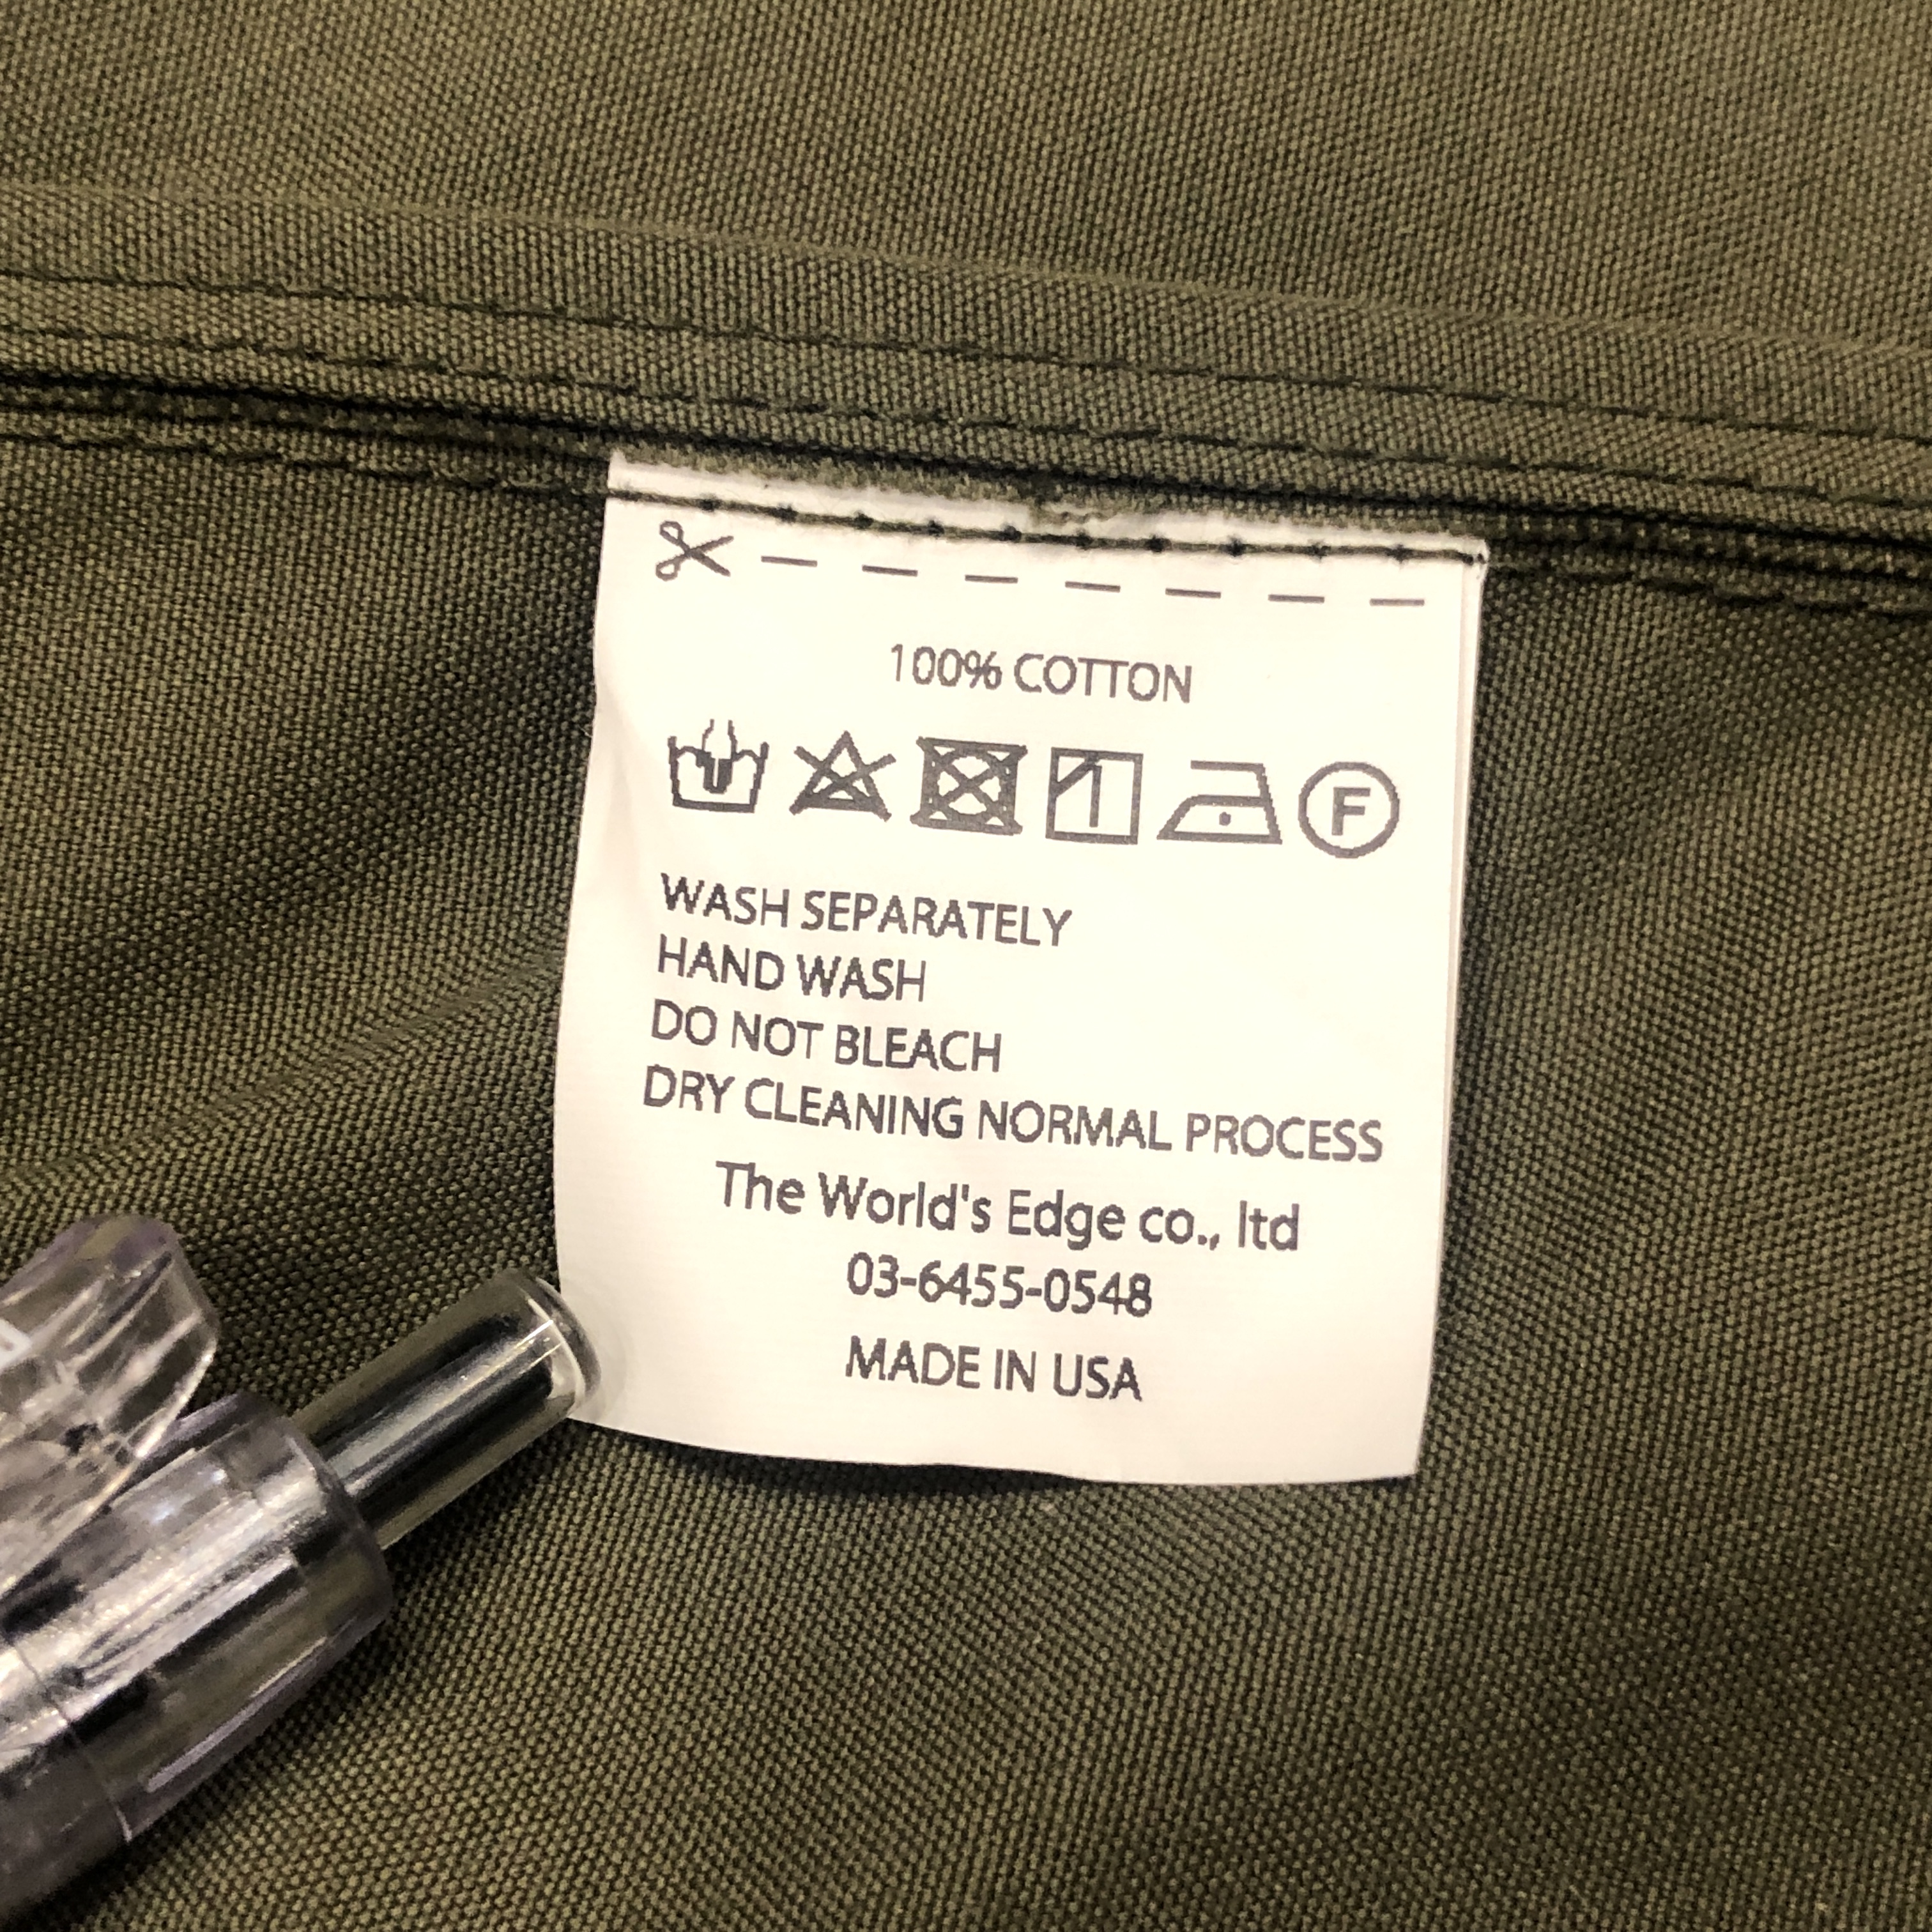 100% COTTON
F
WASH SEPARATELY
HAND WASH
DO NOT BLEACH
DRY CLEANING NORMAL PROCESS
The World's Edge co., ltd
03-6455-0548
MADE IN USA